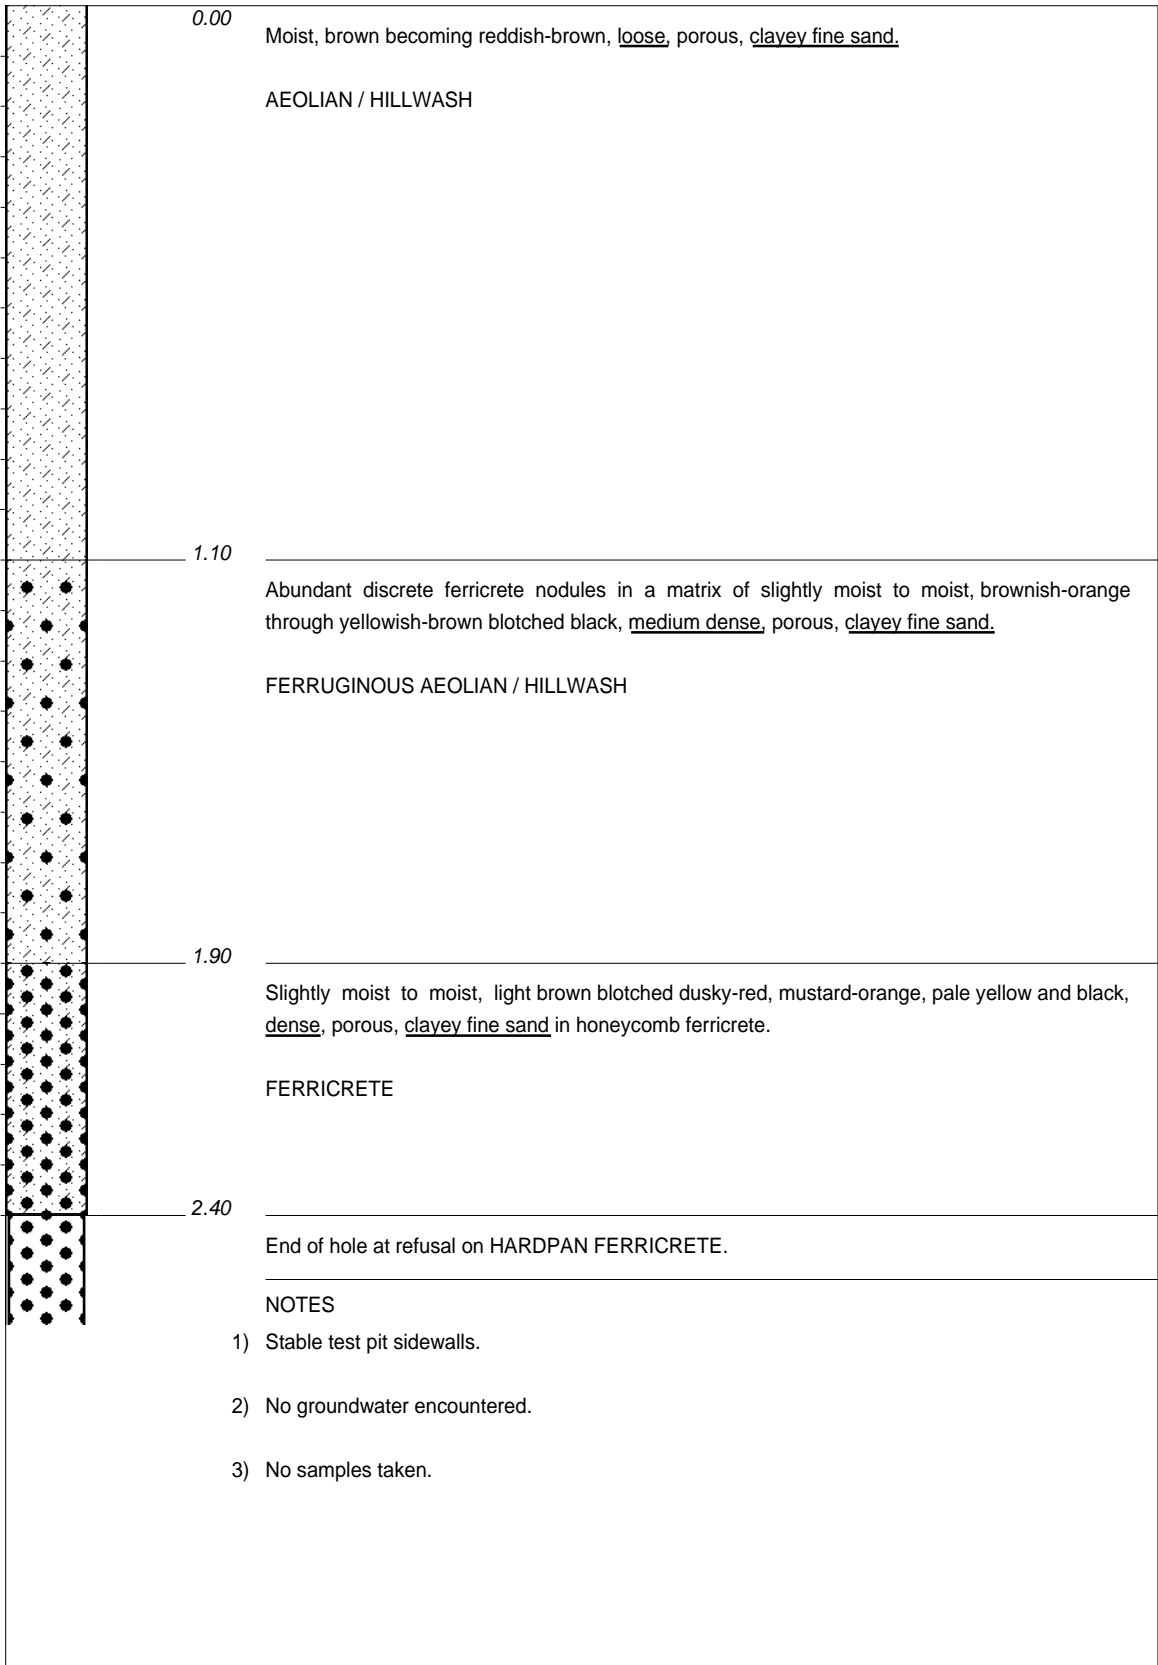 0.00
Moist, brown becoming reddish-brown, loose, porous, clayey fine sand.
AEOLIAN / HILLWASH
1.10
Abundant discrete ferricrete nodules in a matrix of slightly moist to moist, brownish-orange
through yellowish-brown blotched black, medium dense, porous, clayey fine sand.
FERRUGINOUS AEOLIAN / HILLWASH
1.90
Slightly moist to moist, light brown blotched dusky-red, mustard-orange, pale yellow and black,
dense, porous, clayey fine sand in honeycomb ferricrete.
FERRICRETE
2.40
End of hole at refusal on HARDPAN FERRICRETE.
NOTES
1) Stable test pit sidewalls.
2) No groundwater encountered.
3) No samples taken.